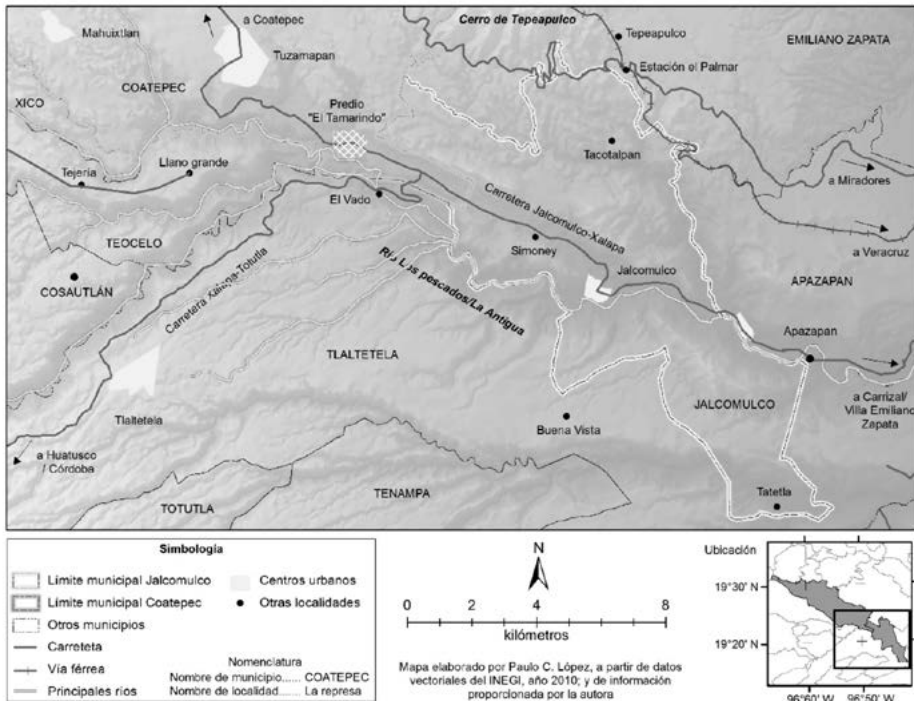 a Coatepec
Cerro de Tepeapulco
Tepeapulco
EMILIANO ZAPATA
Mahuixtlan
Tuzamapan
Estación el Palmar
COATEPEC
XICO
Predio
"El Tamarindo"
Tacotalpan
Llano grande
Tejería
a Miradores
El Vado
Carretera Jalcomulco-Xalapa
TEOCELO
Simoney
a Veracruz
COSAUTLÁN
Carretera Xalapa-Totutla
Río Los pescados/La Antigua
Jalcomulco
APAZAPAN
Apazapan
TLALTETELA
JALCOMULCO
a Carrizal/
Villa Emiliano
Zapata
Tlaltetela
Buena Vista
a Huatusco
/ Córdoba
TENAMPA
TOTUTLA
Tatetla
Simbología
Límite municipal Jalcomulco
Límite municipal Coatepec
Otros municipios
Carreteta
Vía férrea
Principales ríos
Centros urbanos
Otras localidades
Nomenclatura
Nombre de municipio..... COATEPEC
Nombre de localidad........ La represa
N
0 2 4 6 8
kilómetros
Mapa elaborado por Paulo C. López, a partir de datos
vectoriales del INEGI, año 2010; y de información
proporcionada por la autora
Ubicación
19° 30"
19° 20"
96°60' W 96°50' W